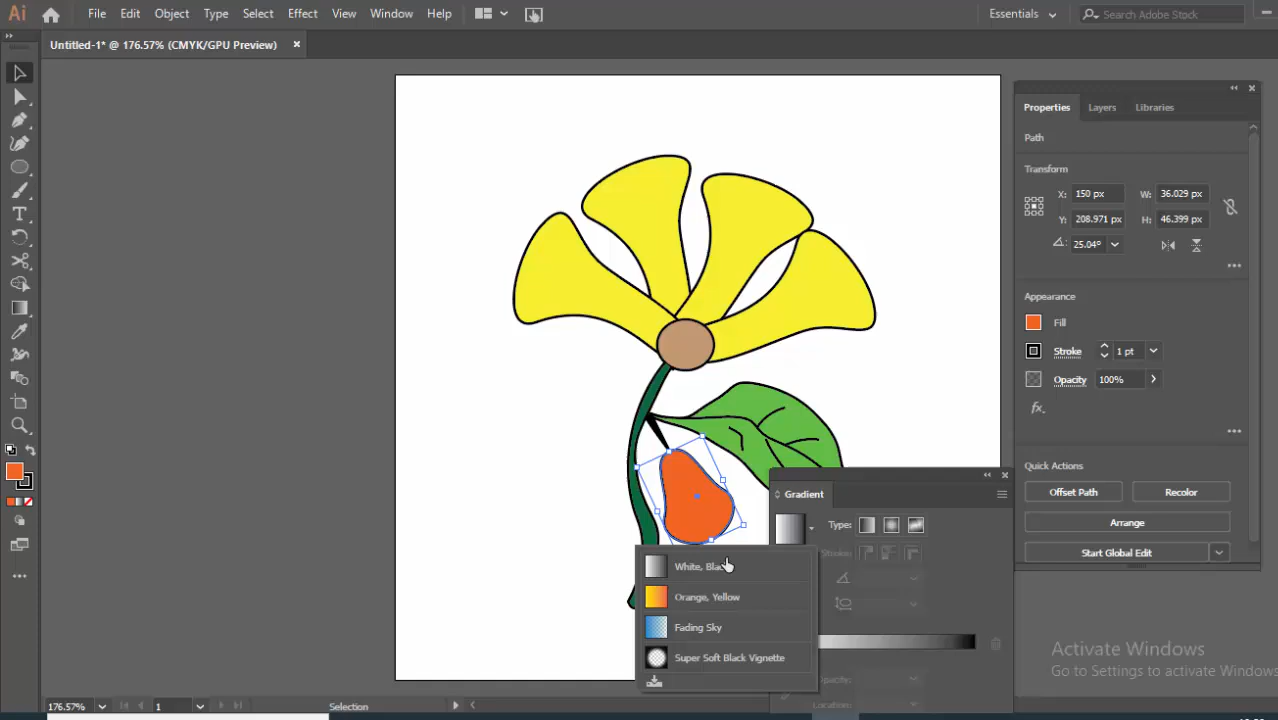 Ai File Edit Object Type Select Effect View Window Help Essentials Search Adobe Stock
Untitled-1* @ 176.57% (CMYK/GPU Preview)
Properties Layers Libraries
Path
Transform
X: 150 px W: 36.029 px
Y: 208.971 px H: 46.399 px
25.04°
Appearance
Fill
Stroke 1 pt
Opacity 100%
fx.
Quick Actions
Offset Path Recolor
Arrange
Start Global Edit
Gradient
Type:
Stroke:
White, Black
Orange, Yellow
Fading Sky
Super Soft Black Vignette
Opacity:
Location:
Activate Windows
Go to Settings to activate Windows
176.57% 1 Selection